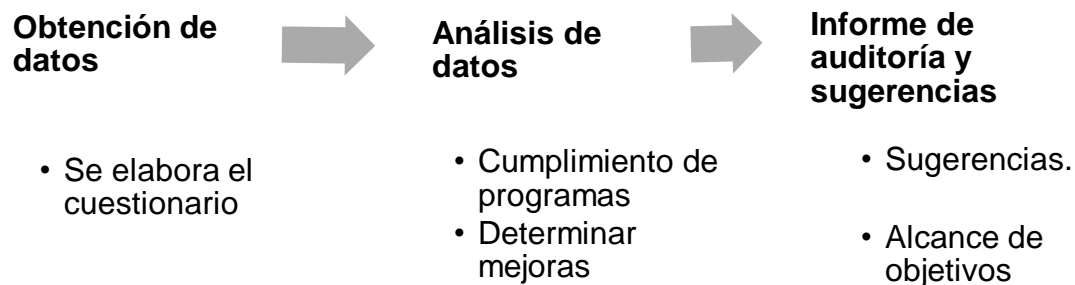 Obtención de
datos
• Se elabora el
cuestionario
Análisis de
datos
• Cumplimiento de
programas
• Determinar
mejoras
Informe de
auditoría y
sugerencias
• Sugerencias.
• Alcance de
objetivos